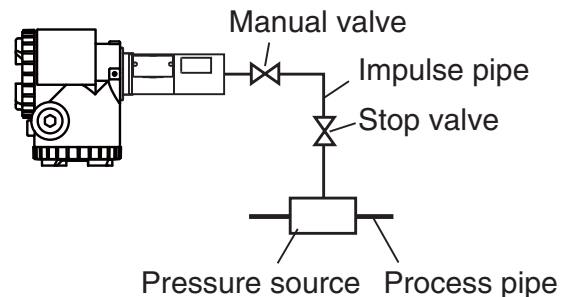 Manual valve
Impulse pipe
Stop valve
Pressure source
Process pipe